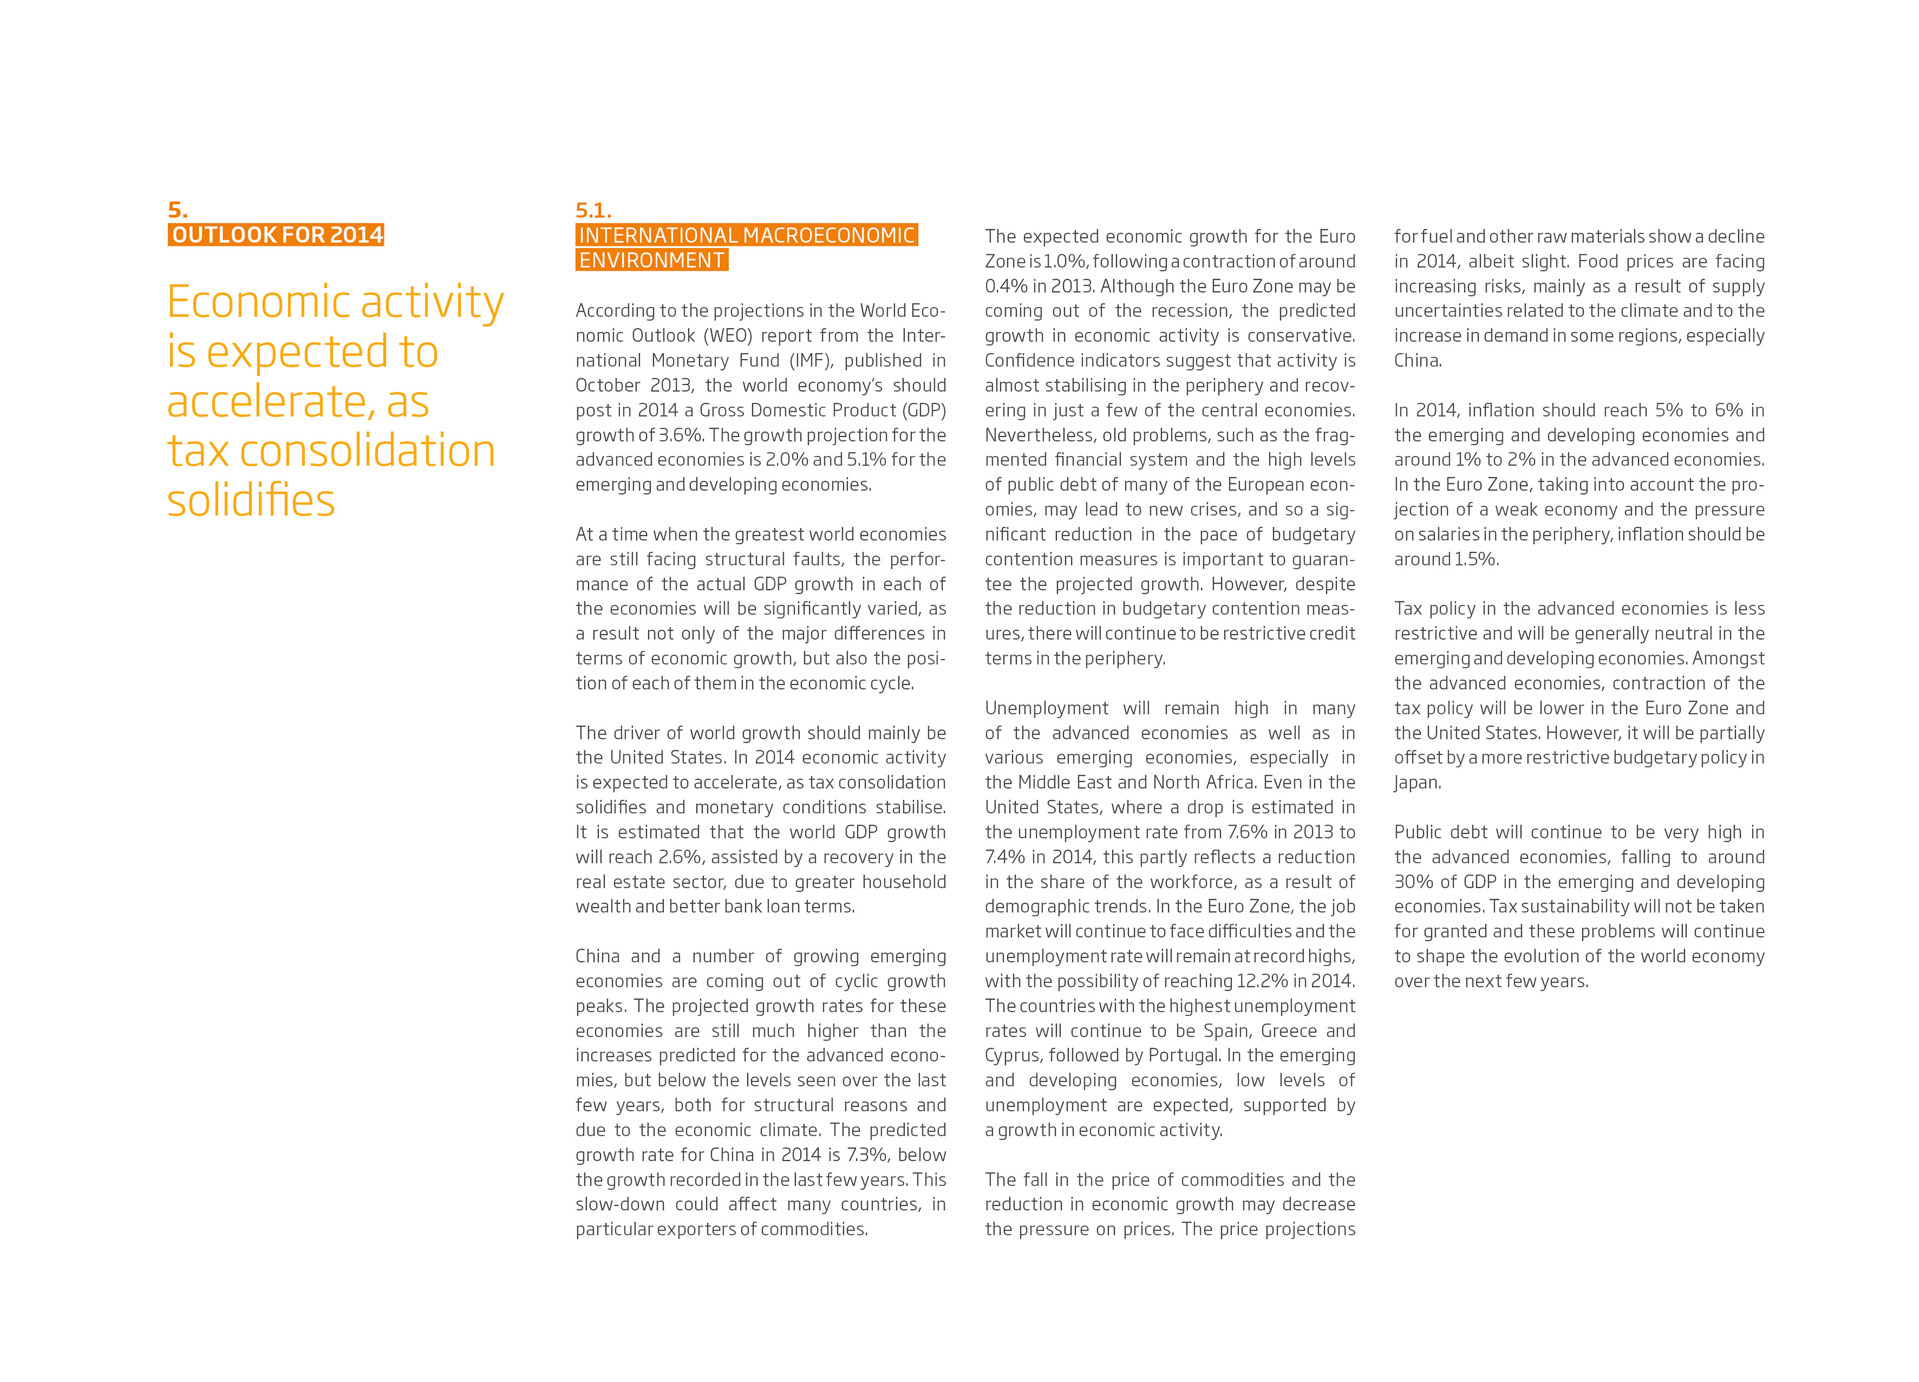 5.
OUTLOOK FOR 2014
Economic activity
is expected to
accelerate, as
tax consolidation
solidifies
5.1.
INTERNATIONAL MACROECONOMIC
ENVIRONMENT
According to the projections in the World Eco-
nomic Outlook (WEO) report from the Inter-
national Monetary Fund (IMF), published in
October 2013, the world economy's should
post in 2014 a Gross Domestic Product (GDP)
growth of 3.6%. The growth projection for the
advanced economies is 2.0% and 5.1% for the
emerging and developing economies.
At a time when the greatest world economies
are still facing structural faults, the perfor-
mance of the actual GDP growth in each of
the economies will be significantly varied, as
a result not only of the major differences in
terms of economic growth, but also the posi-
tion of each of them in the economic cycle.
The driver of world growth should mainly be
the United States. In 2014 economic activity
is expected to accelerate, as tax consolidation
solidifies and monetary conditions stabilise.
It is estimated that the world GDP growth
will reach 2.6%, assisted by a recovery in the
real estate sector, due to greater household
wealth and better bank loan terms.
China and a number of growing emerging
economies are coming out of cyclic growth
peaks. The projected growth rates for these
economies are still much higher than the
increases predicted for the advanced econo-
mies, but below the levels seen over the last
few years, both for structural reasons and
due to the economic climate. The predicted
growth rate for China in 2014 is 7.3%, below
the growth recorded in the last few years. This
slow-down could affect many countries, in
particular exporters of commodities.
The expected economic growth for the Euro
Zone is 1.0%, following a contraction of around
0.4% in 2013. Although the Euro Zone may be
coming out of the recession, the predicted
growth in economic activity is conservative.
Confidence indicators suggest that activity is
almost stabilising in the periphery and recov-
ering in just a few of the central economies.
Nevertheless, old problems, such as the frag-
mented financial system and the high levels
of public debt of many of the European econ-
omies, may lead to new crises, and so a sig-
nificant reduction in the pace of budgetary
contention measures is important to guaran-
tee the projected growth. However, despite
the reduction in budgetary contention meas-
ures, there will continue to be restrictive credit
terms in the periphery.
Unemployment will remain high in many
of the advanced economies as well as in
various emerging economies, especially in
the Middle East and North Africa. Even in the
United States, where a drop is estimated in
the unemployment rate from 7.6% in 2013 to
7.4% in 2014, this partly reflects a reduction
in the share of the workforce, as a result of
demographic trends. In the Euro Zone, the job
market will continue to face difficulties and the
unemployment rate will remain at record highs,
with the possibility of reaching 12.2% in 2014.
The countries with the highest unemployment
rates will continue to be Spain, Greece and
Cyprus, followed by Portugal. In the emerging
and developing economies, low levels of
unemployment are expected, supported by
a growth in economic activity.
The fall in the price of commodities and the
reduction in economic growth may decrease
the pressure on prices. The price projections
for fuel and other raw materials show a decline
in 2014, albeit slight. Food prices are facing
increasing risks, mainly as a result of supply
uncertainties related to the climate and to the
increase in demand in some regions, especially
China.
In 2014, inflation should reach 5% to 6% in
the emerging and developing economies and
around 1% to 2% in the advanced economies.
In the Euro Zone, taking into account the pro-
jection of a weak economy and the pressure
on salaries in the periphery, inflation should be
around 1.5%.
Tax policy in the advanced economies is less
restrictive and will be generally neutral in the
emerging and developing economies. Amongst
the advanced economies, contraction of the
tax policy will be lower in the Euro Zone and
the United States. However, it will be partially
offset by a more restrictive budgetary policy in
Japan.
Public debt will continue to be very high in
the advanced economies, falling to around
30% of GDP in the emerging and developing
economies. Tax sustainability will not be taken
for granted and these problems will continue
to shape the evolution of the world economy
over the next few years.